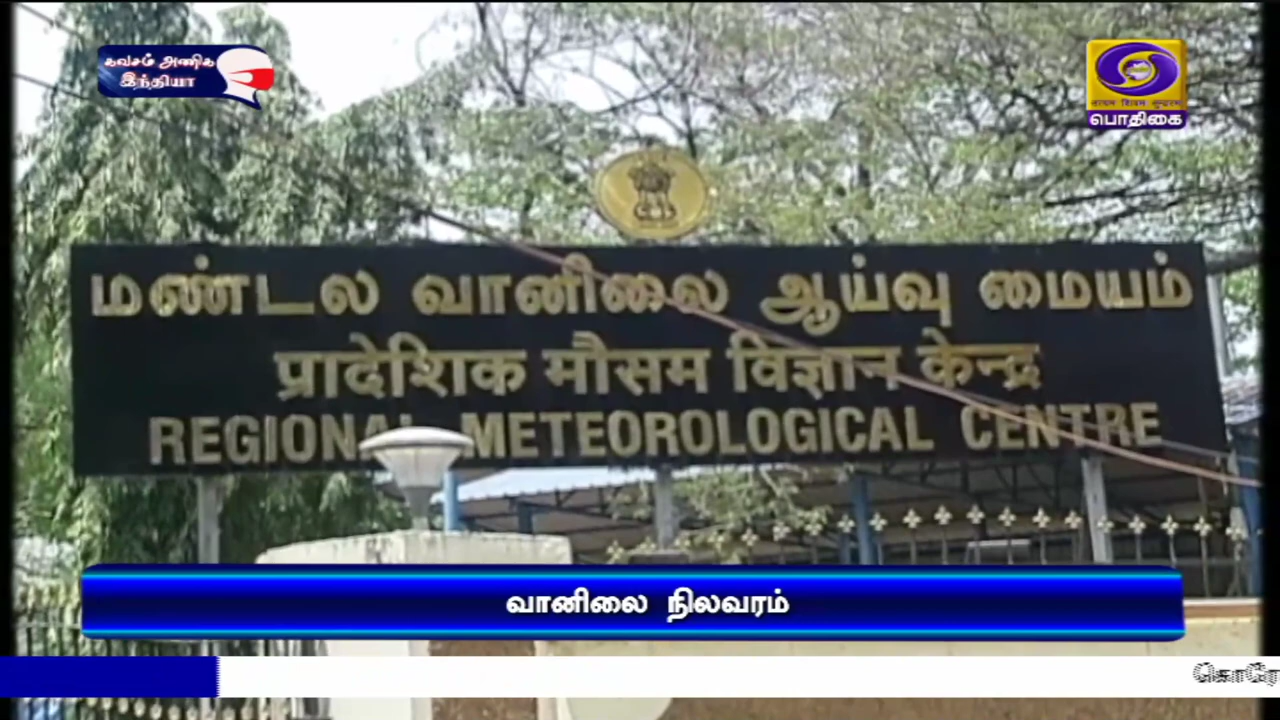 கவசம் அணிக
இந்தியா
பொதிகை
மண்டல வானிலை ஆய்வு மையம்
प्रादेशिक मौसम विज्ञान केन्द्र
REGIONAL METEOROLOGICAL CENTRE
வானிலை நிலவரம்